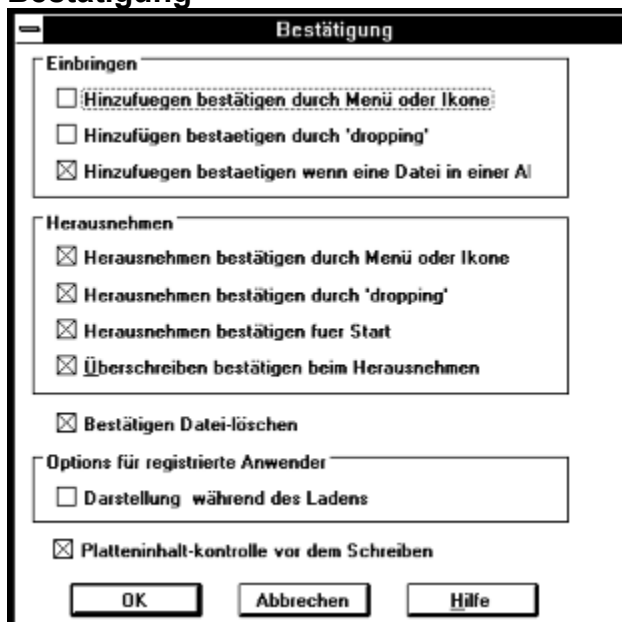 Bestätigung
Bestätigung
Einbringen
Hinzufuegen bestätigen durch Menü oder Ikone
Hinzufügen bestaetigen durch 'dropping'
Hinzufuegen bestaetigen wenn eine Datei in einer
Herausnehmen
Herausnehmen bestätigen durch Menü oder Ikone
Herausnehmen bestätigen durch 'dropping'
Herausnehmen bestätigen fuer Start
Überschreiben bestätigen beim Herausnehmen
Bestätigen Datei-löschen
Options für registrierte Anwender
Darstellung während des Ladens
Platteninhalt-kontrolle vor dem Schreiben
OK Abbrechen Hilfe